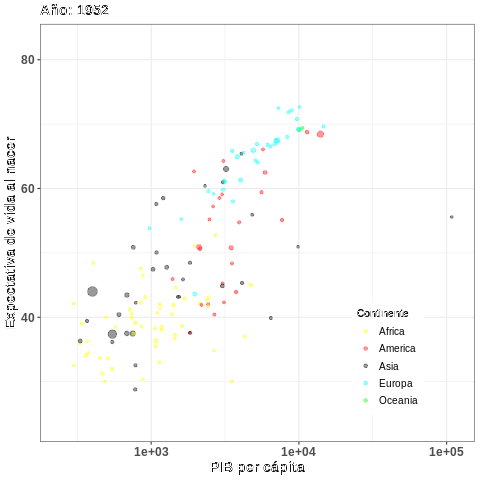 Año: 1952
Expectativa de vida al nacer
80
60
40
1e+03
1e+04
1e+05
PIB per cápita
Continente
Africa
America
Asia
Europa
Oceania